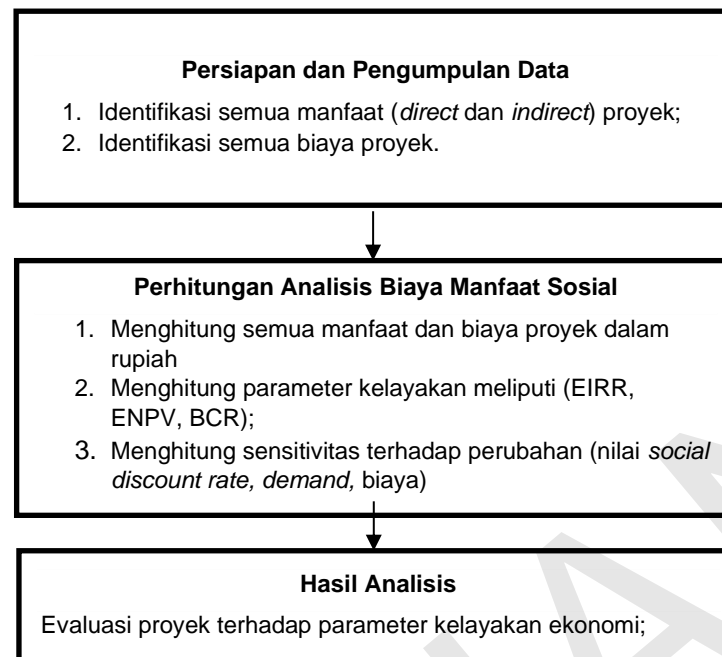 Persiapan dan Pengumpulan Data
1. Identifikasi semua manfaat (direct dan indirect) proyek;
2. Identifikasi semua biaya proyek.
Perhitungan Analisis Biaya Manfaat Sosial
1. Menghitung semua manfaat dan biaya proyek dalam
rupiah
2. Menghitung parameter kelayakan meliputi (EIRR,
ENPV, BCR);
3. Menghitung sensitivitas terhadap perubahan (nilai social
discount rate, demand, biaya)
Hasil Analisis
Evaluasi proyek terhadap parameter kelayakan ekonomi;